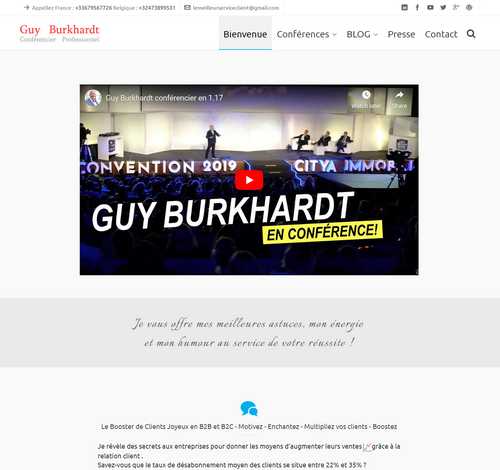 Appellez France : +33679567726 Belgique : +32473899531 lemeilleurserviceclient@gmail.com
Guy Burkhardt
Conférencier Professionnel
Bienvenue Conférences BLOG Presse Contact
Guy Burkhardt conférencier en 1.17
Watch later Share
CONVENTION 2019 CITYA IMMOBI
GUY BURKHARDT
EN CONFÉRENCE!
Je vous offre mes meilleures astuces, mon énergie
et mon humour au service de votre réussite !
Le Booster de Clients Joyeux en B2B et B2C - Motivez - Enchantez - Multipliez vos clients - Boostez
Je révèle des secrets aux entreprises pour donner les moyens d'augmenter leurs ventes grâce à la
relation client .
Savez-vous que le taux de désabonnement moyen des clients se situe entre 22% et 35% ?